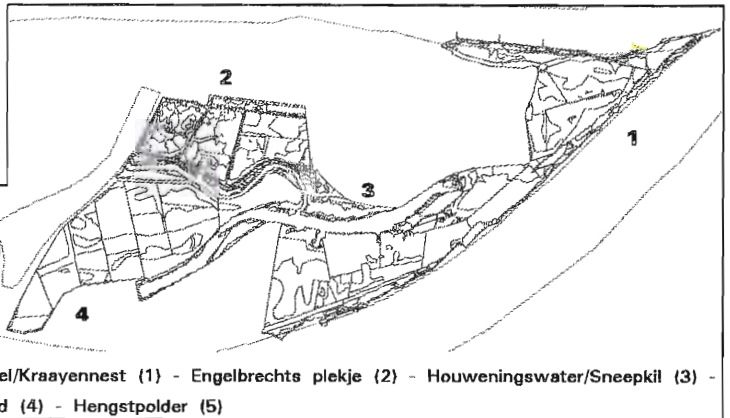 2
1
3
4
el/Kraayennest (1) - Engelbrechts plekje (2) - Houweningswater/Sneepkil (3) -
d (4) - Hengstpolder (5)